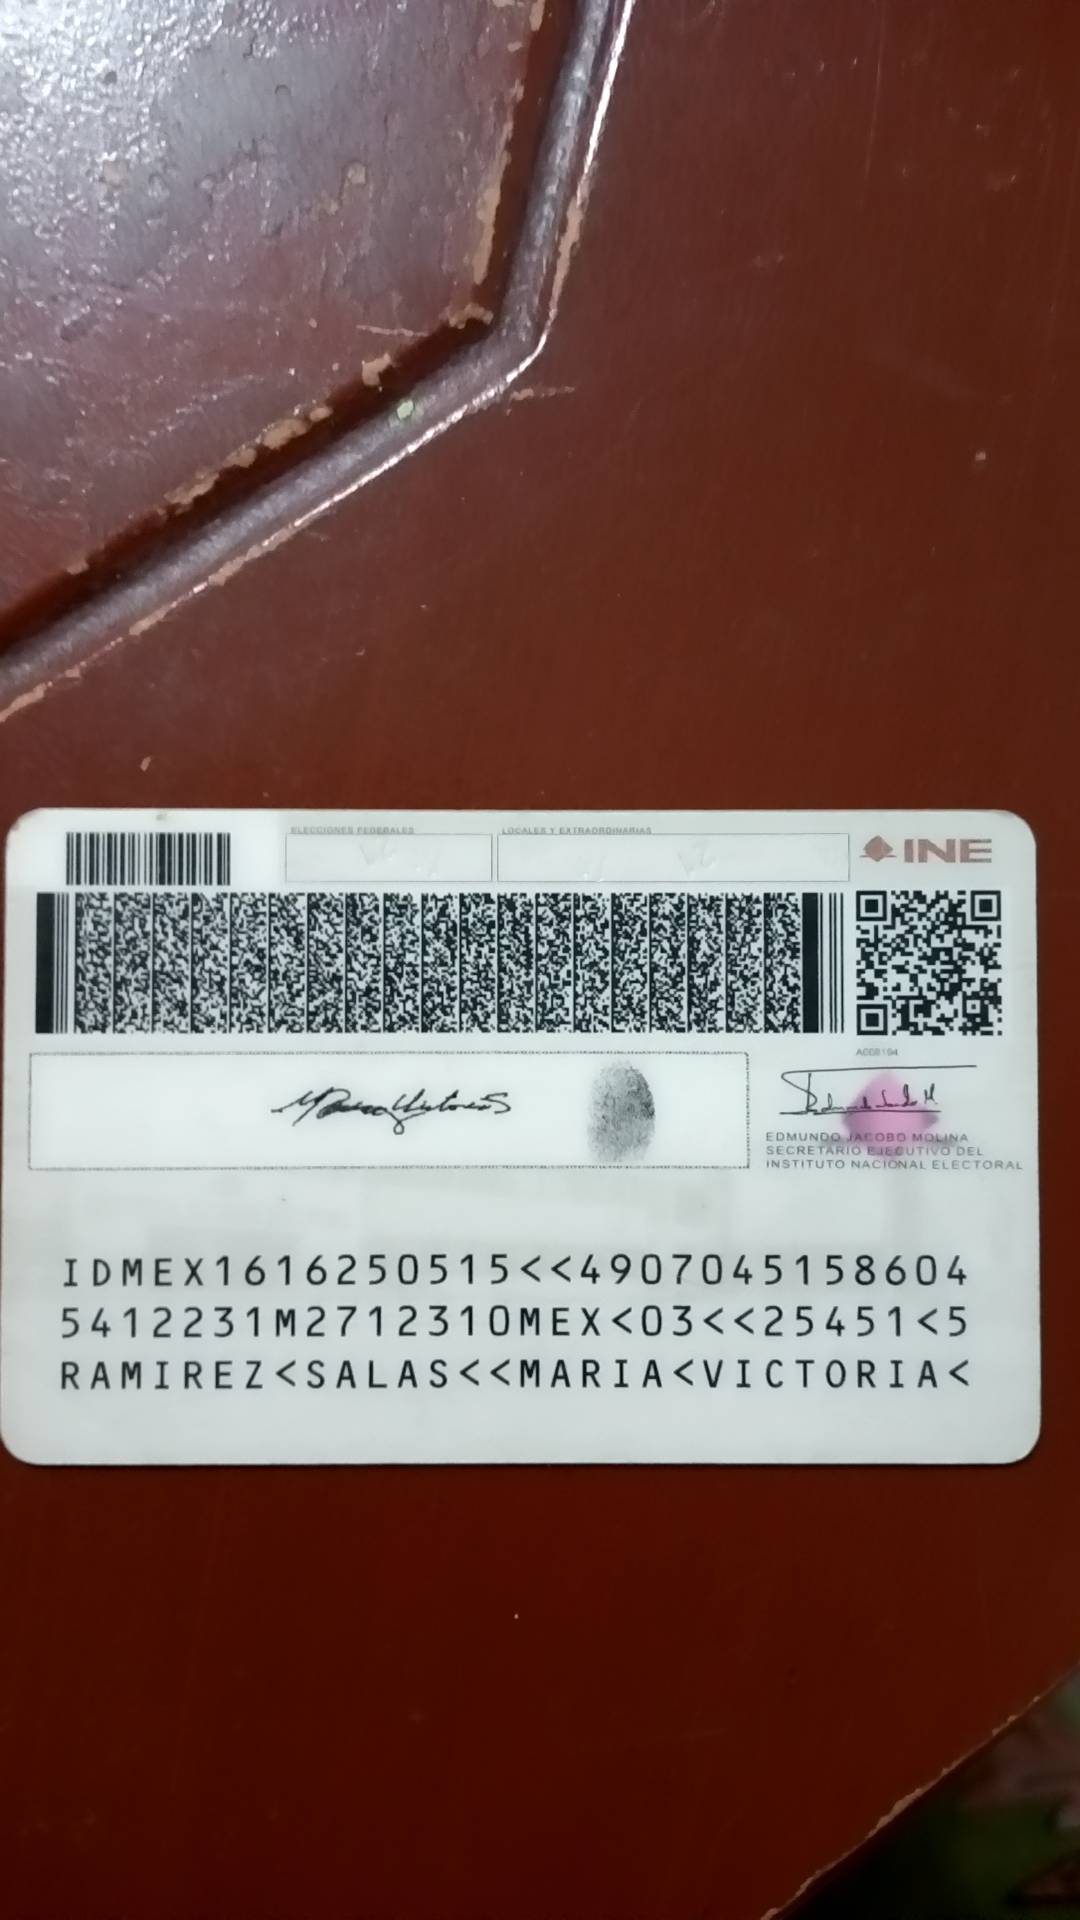 ELECCIONES FEDERALES
LOCALES Y EXTRAORDINARIAS
INE
EDMUNDO JACOBO MOLINA
SECRETARIO EJECUTIVO DEL
INSTITUTO NACIONAL ELECTORAL
IDMEX1616250515<<4907045158604
5412231M2712310MEX<03<<25451<5
RAMIREZ<SALAS<<MARIA<VICTORIA<